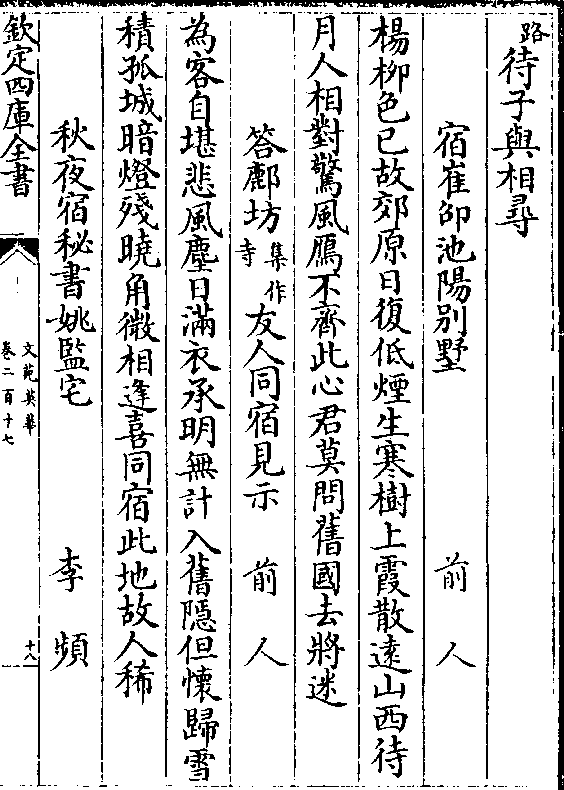 路待子與相尋
宿崔卲池陽別墅 前人
楊柳色已故郊原日復低煙生寒樹上霞散遠山西待
月人相對驚風鴈不齊此心君莫問舊國去將迷
答鄜坊集作寺友人同宿見示 前人
為客自堪悲風塵日滿衣承明無計入舊隱但懷歸雪
積孤城暗燈殘曉角微相逢喜同宿此地故人稀
秋夜宿秘書姚監宅 李頻
欽定四庫全書
文苑英華
卷二百十七
十八